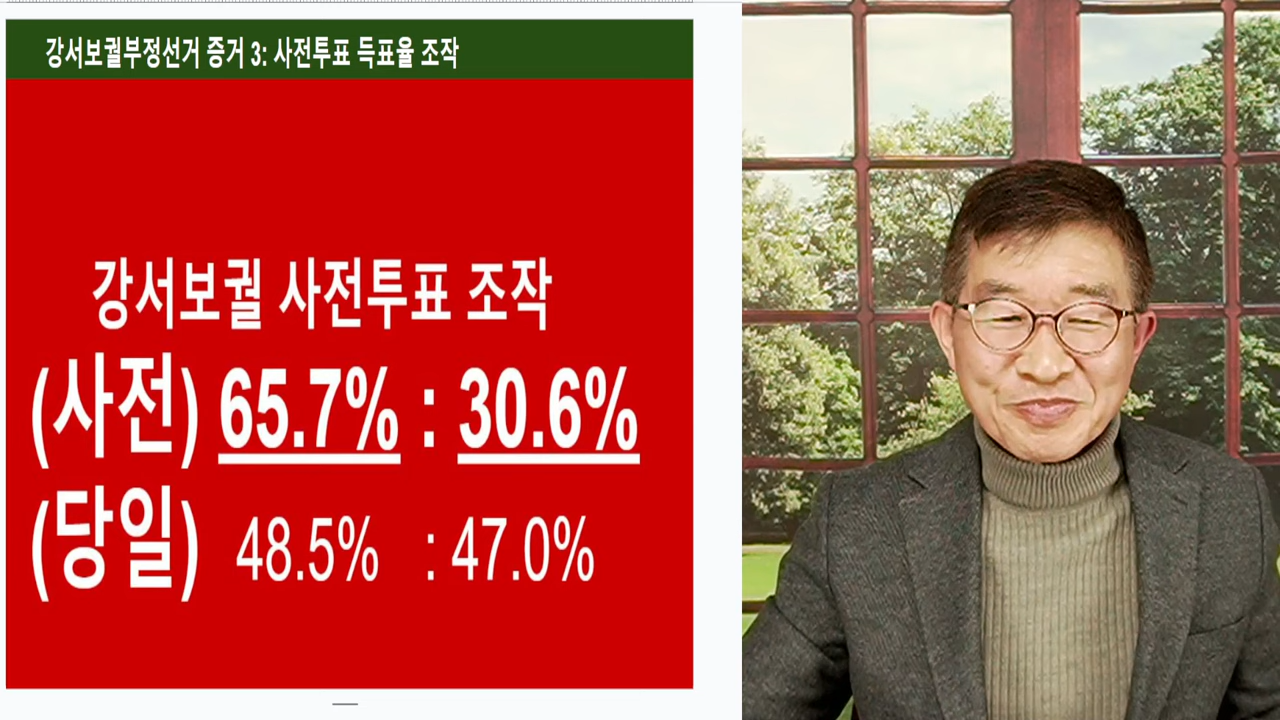 강서보궐부정선거 증거 3: 사전투표 득표율 조작
강서보궐 사전투표 조작
(사전) 65.7% : 30.6%
(당일) 48.5% : 47.0%